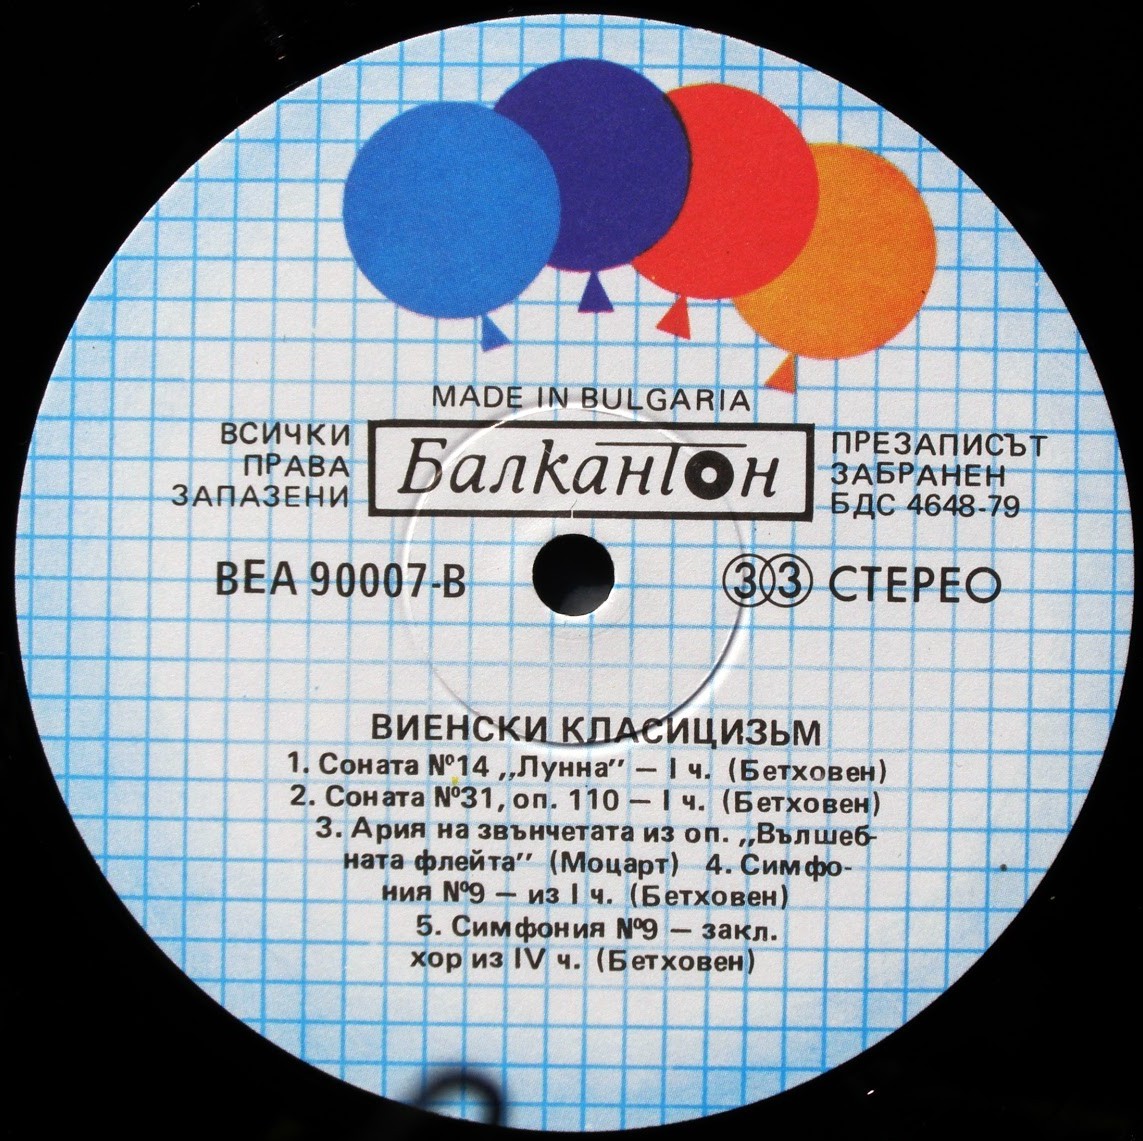 MADE IN BULGARIA
ВСИЧКИ
ПРАВА
ЗАПАЗЕНИ
Балкантон
ПРЕЗАПИСЪТ
ЗАБРАНЕН
БДС 4648-79
ВЕА 90007-В
33 СТЕРЕО
ВИЕНСКИ КЛАСИЦИЗЪМ
1. Соната №14 „Лунна” – I ч. (Бетховен)
2. Соната №31, оп. 110 – I ч. (Бетховен)
3. Ария на звънчетата из оп. „Вълшеб-
ната флейта” (Моцарт) 4. Симфо-
ния №9 – из I ч. (Бетховен)
5. Симфония №9 – закл.
хор из IV ч. (Бетховен)